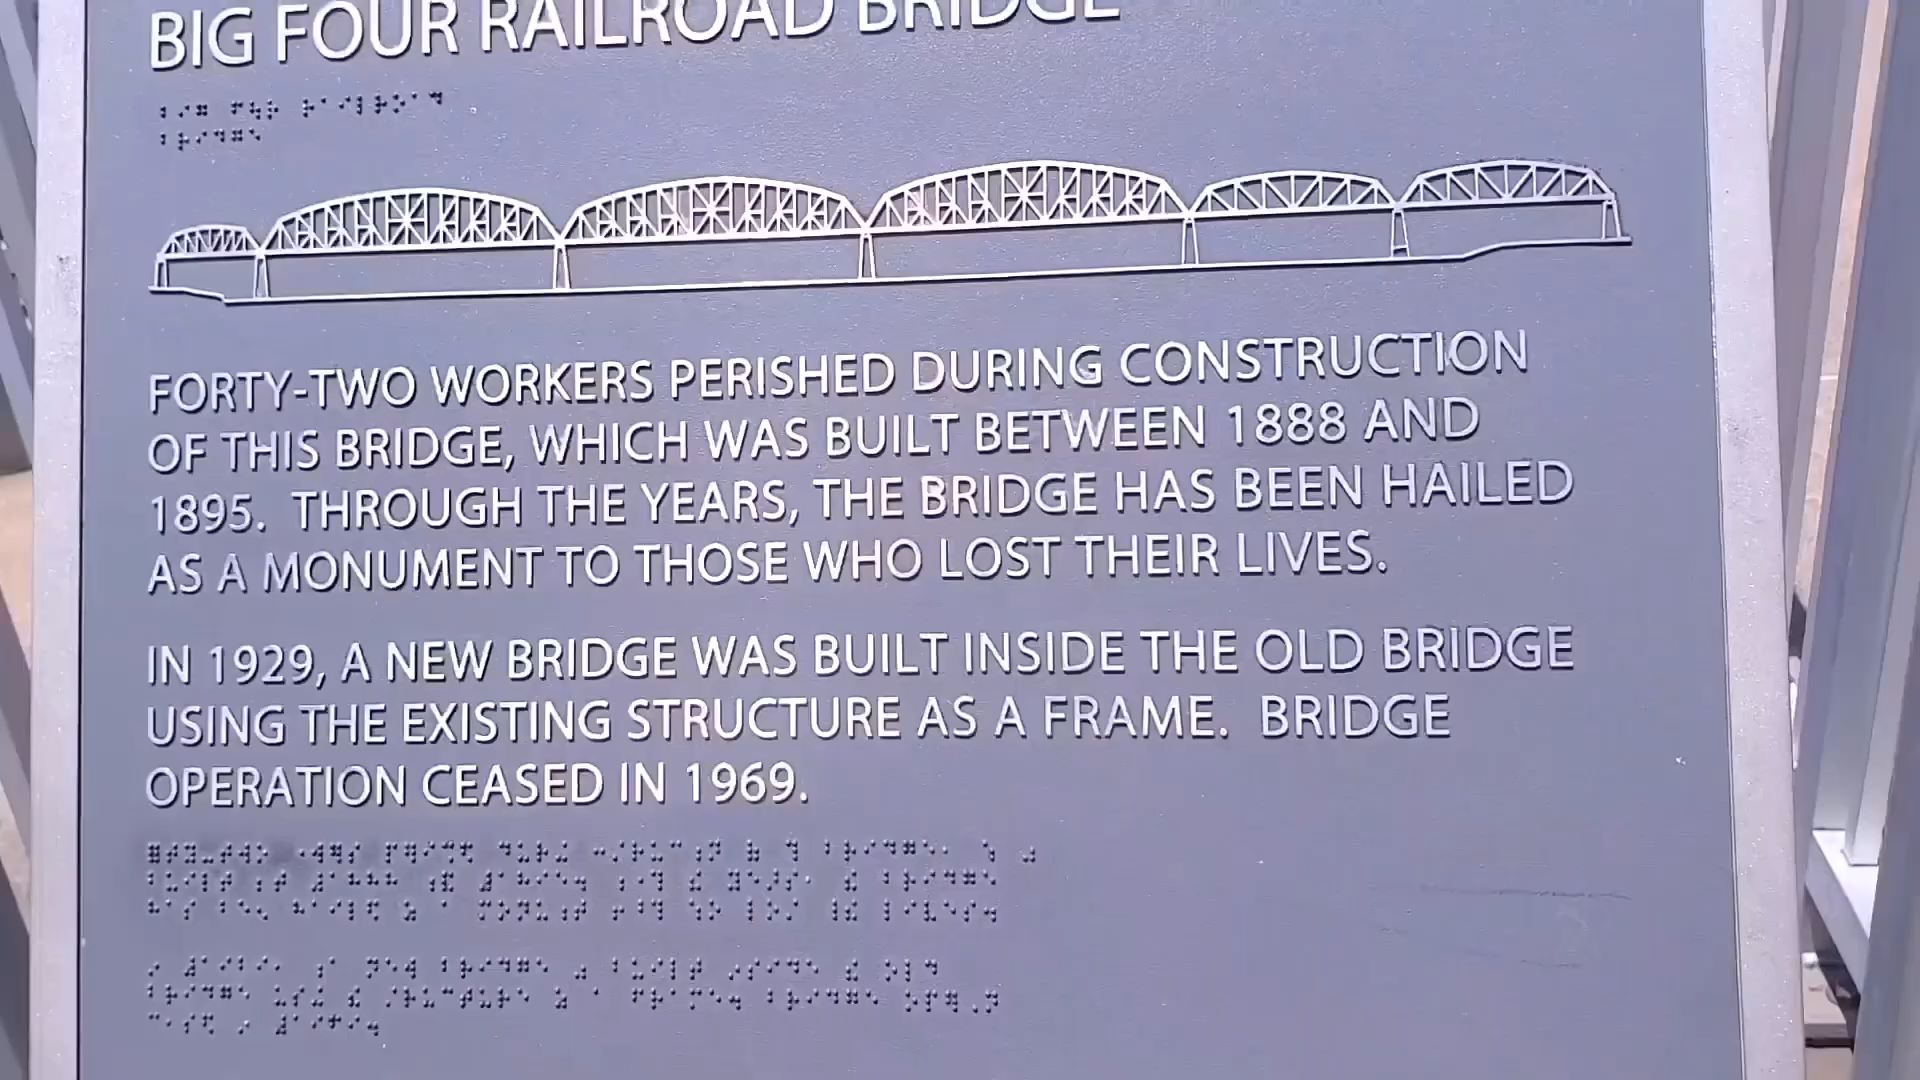 BIG FOUR RAILROAD BRIDGE
FORTY-TWO WORKERS PERISHED DURING CONSTRUCTION
OF THIS BRIDGE, WHICH WAS BUILT BETWEEN 1888 AND
1895. THROUGH THE YEARS, THE BRIDGE HAS BEEN HAILED
AS A MONUMENT TO THOSE WHO LOST THEIR LIVES.
IN 1929, A NEW BRIDGE WAS BUILT INSIDE THE OLD BRIDGE
USING THE EXISTING STRUCTURE AS A FRAME. BRIDGE
OPERATION CEASED IN 1969.